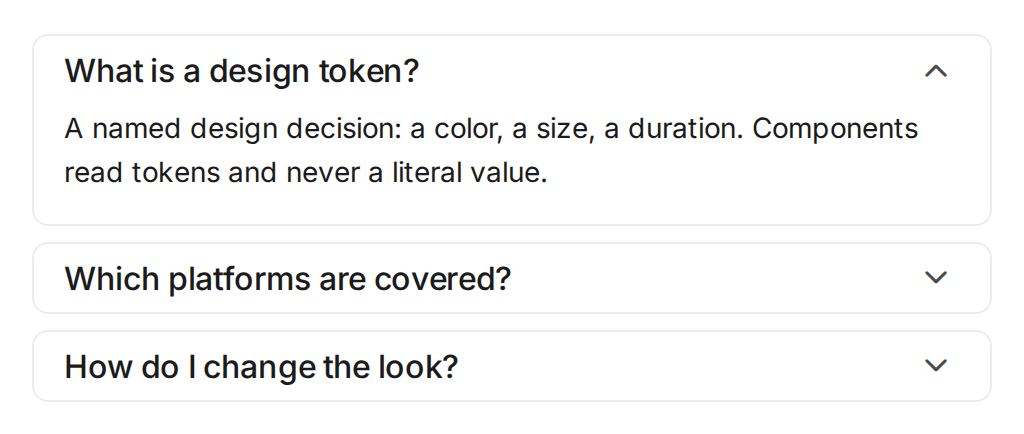 What is a design token?
A named design decision: a color, a size, a duration. Components
read tokens and never a literal value.
Which platforms are covered?
How do I change the look?